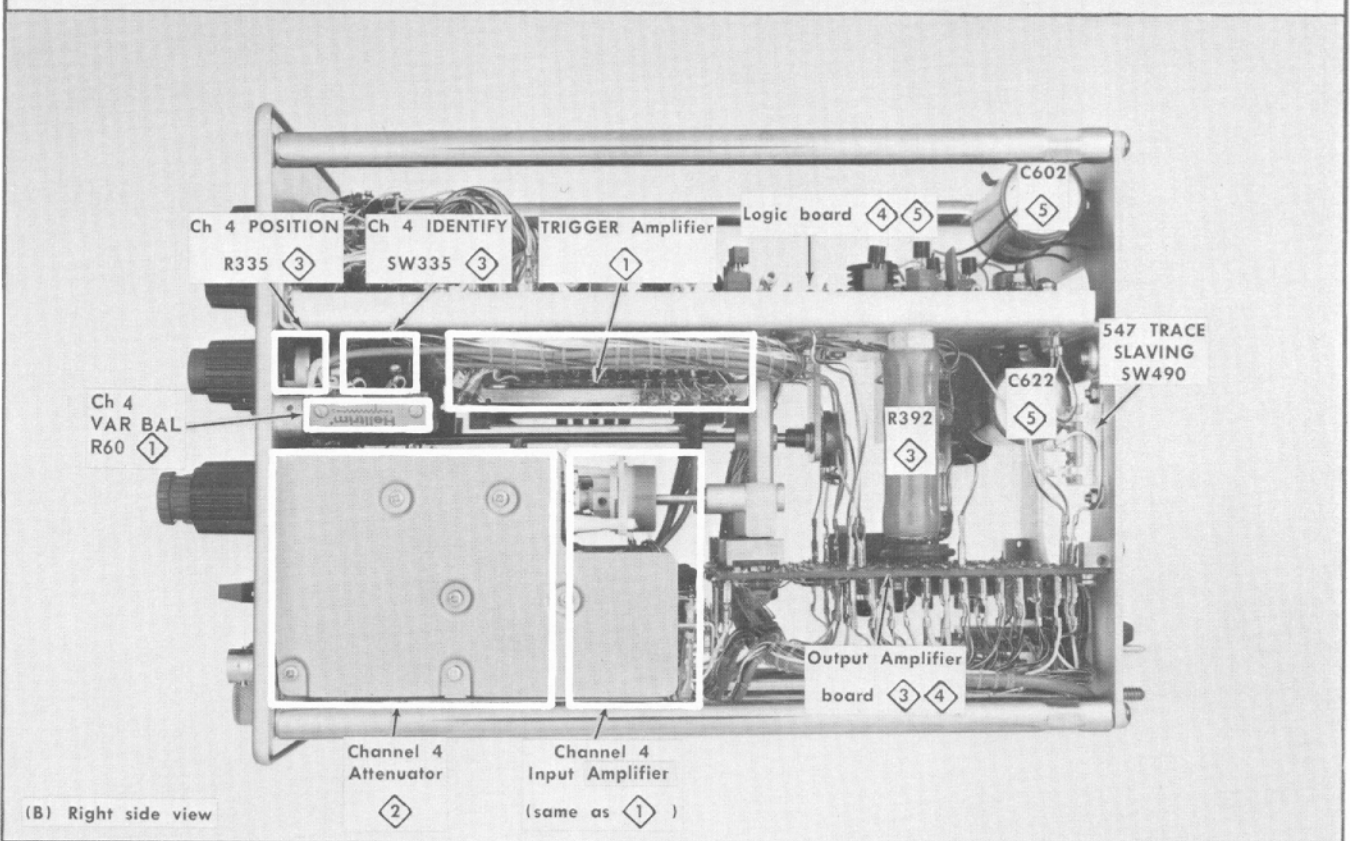 C602
5
Logic board 4 5
Ch 4 POSITION
R335 3
Ch 4 IDENTIFY
SW335 3
TRIGGER Amplifier
1
547 TRACE
SLAVING
SW490
Ch 4
VAR BAL
R60 1
Helitrim
R392
3
C622
5
Output Amplifier
board 3 4
Channel 4
Attenuator
2
Channel 4
Input Amplifier
(same as 1 )
(B) Right side view